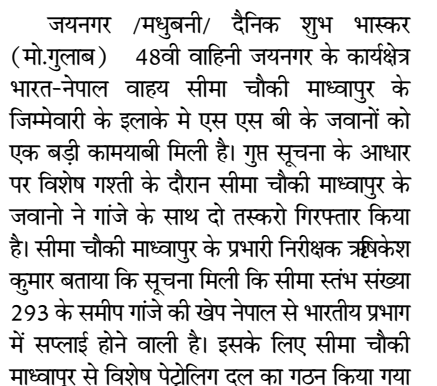 जयनगर /मधुबनी/ दैनिक शुभ भास्कर
(मो.गुलाब) 48वी वाहिनी जयनगर के कार्यक्षेत्र
भारत-नेपाल वाहय सीमा चौकी माध्वापुर के
जिम्मेवारी के इलाके मे एस एस बी के जवानों को
एक बड़ी कामयाबी मिली है। गुप्त सूचना के आधार
पर विशेष गश्ती के दौरान सीमा चौकी माध्वापुर के
जवानो ने गांजे के साथ दो तस्करो गिरफ्तार किया
है। सीमा चौकी माध्वापुर के प्रभारी निरीक्षक ऋषिकेश
कुमार बताया कि सूचना मिली कि सीमा स्तंभ संख्या
293 के समीप गांजे की खेप नेपाल से भारतीय प्रभाग
में सप्लाई होने वाली है। इसके लिए सीमा चौकी
माध्वापुर से विशेष पेट्रोलिग दल का गठन किया गया